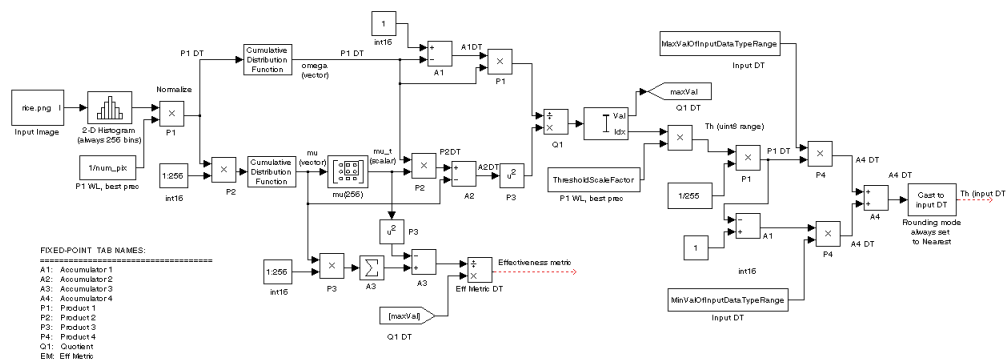 1
int16
A1DT
A1
P1
P1 DT
Cumulative
Distribution
Function
P1 DT
omega
(vector)
MaxValOfInputDataTypeRange
Input DT
maxVal
Q1 DT
rice.png I
Input Image
2-D Histogram
(always 256 bins)
Normalize
P1
1/num_pix
P1 WL, best prec
Q1
Val
Idx
Th (uint8 range)
ThresholdScaleFactor
P1 WL, best prec
P1 DT
P1
1/255
P4
A4 DT
1:256
int16
P2
Cumulative
Distribution
Function
mu
(vector)
mu(256)
mu_t
(scalar)
P2DT
P2
A2DT
A2
u²
u²
P3
A4 DT
A4
Cast to
input DT
Th (input DT
Rounding mode
always set
to Nearest
1
int16
A1
P4
A4 DT
MinValOfInputDataTypeRange
Input DT
1:256
int16
P3
A3
A3
Effectiveness metric
Eff Metric DT
[maxVal]
Q1 DT
FIXED-POINT TAB NAMES:
====================================
A1: Accumulator 1
A2: Accumulator 2
A3: Accumulator 3
A4: Accumulator 4
P1: Product 1
P2: Product 2
P3: Product 3
P4: Product 4
Q1: Quotient
EM: Eff Metric